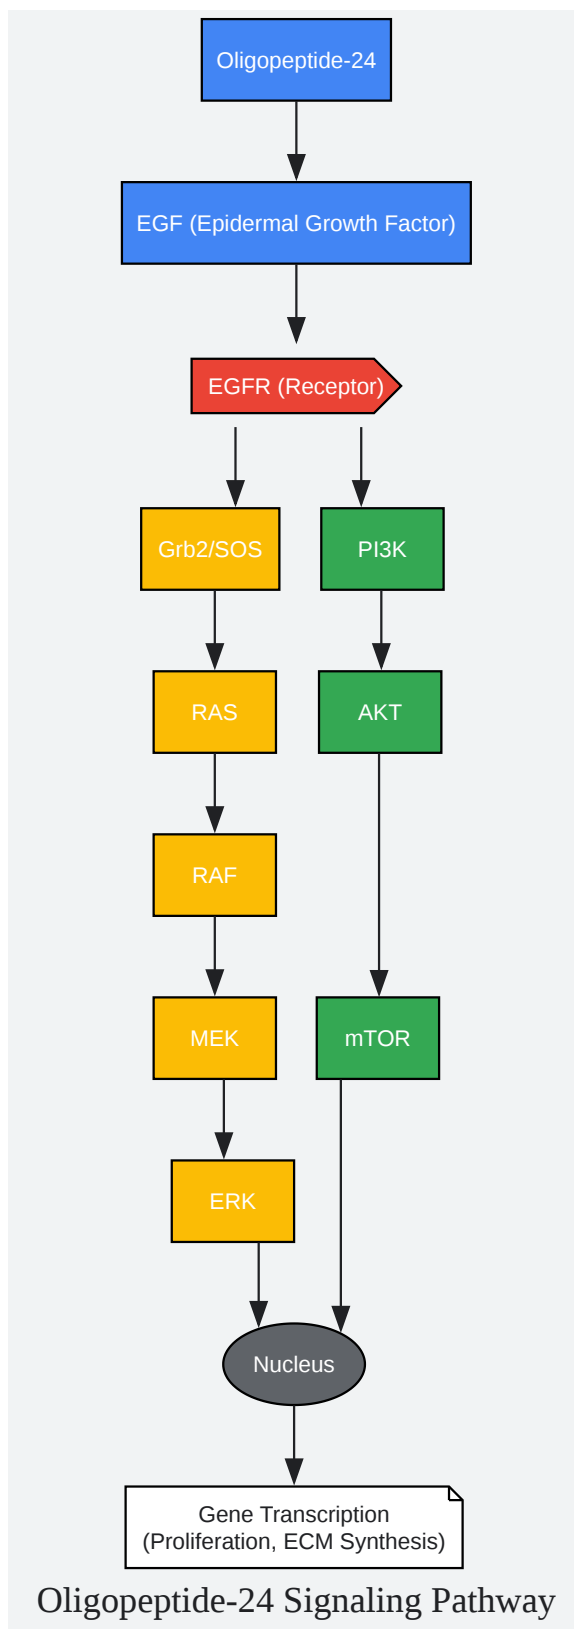 Oligopeptide-24
EGF (Epidermal Growth Factor)
EGFR (Receptor)
Grb2/SOS
PI3K
RAS
AKT
RAF
MEK
mTOR
ERK
Nucleus
Gene Transcription
(Proliferation, ECM Synthesis)
Oligopeptide-24 Signaling Pathway